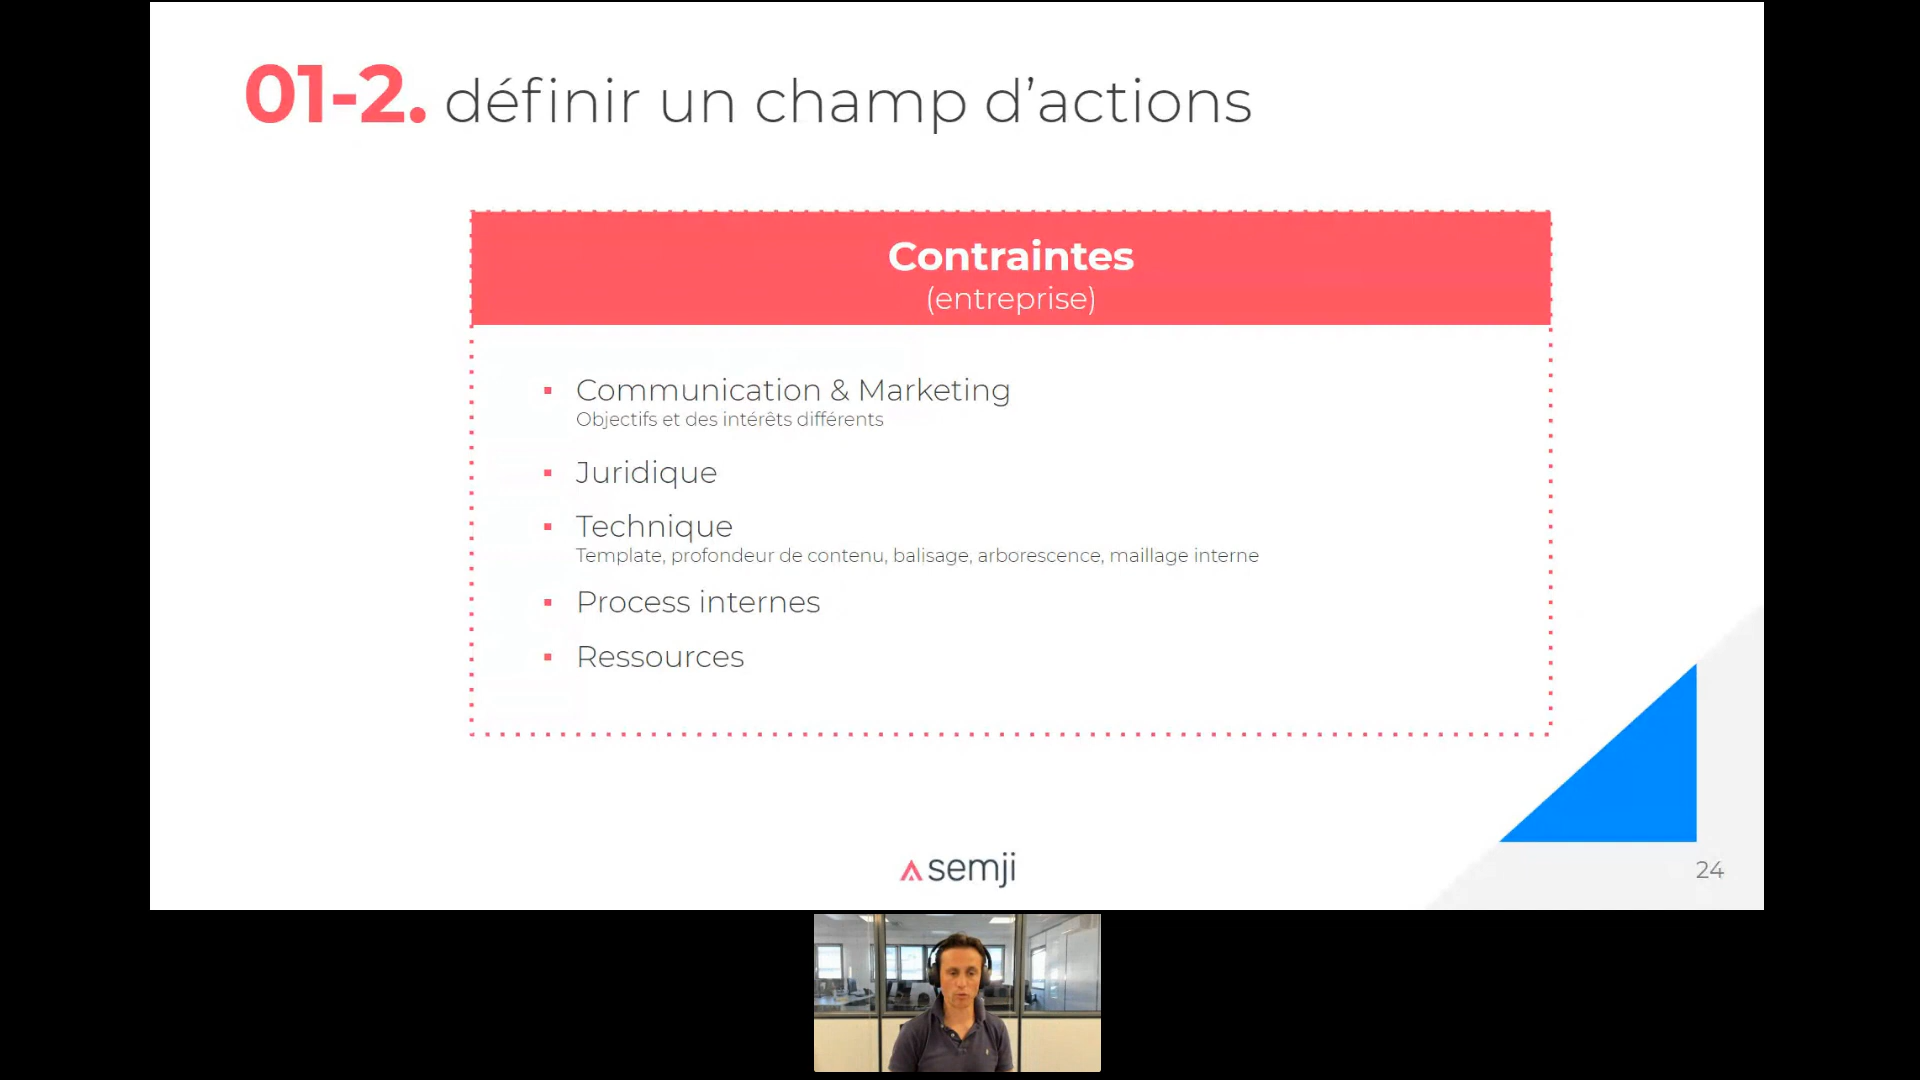 01-2. définir un champ d’actions
Contraintes
(entreprise)
Communication & Marketing
Objectifs et des intérêts différents
Juridique
Technique
Template, profondeur de contenu, balisage, arborescence, maillage interne
Process internes
Ressources
semji
24